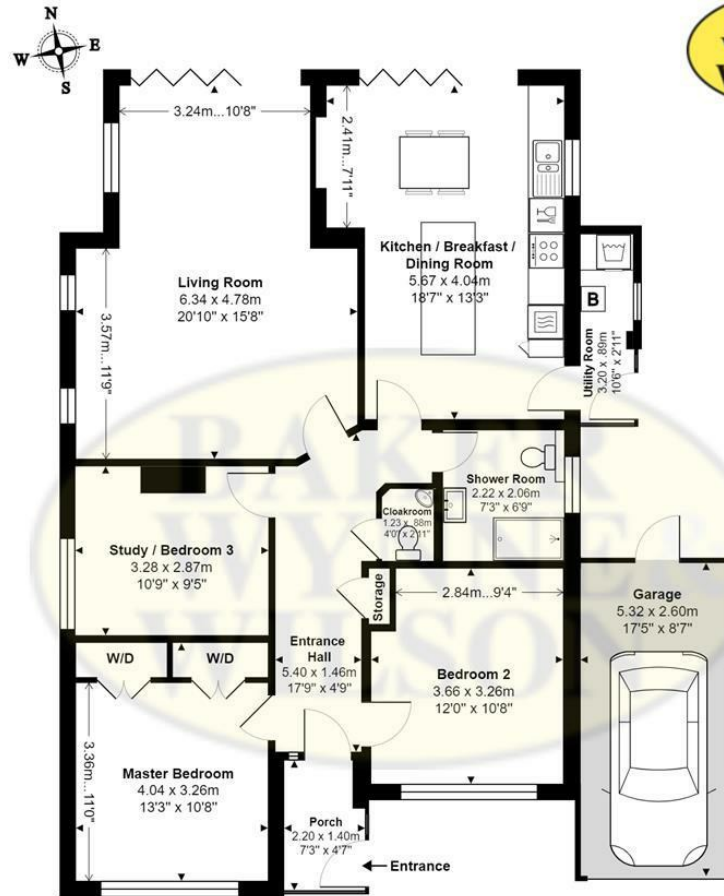 N
W
E
S
3.24m...10'8"
2.41m...7'11"
Kitchen / Breakfast /
Dining Room
5.67 x 4.04m
18'7" x 13'3"
Living Room
6.34 x 4.78m
20'10" x 15'8"
3.57m...11'9"
B
Utility Room
3.20 x .89m
10'6" x 2'11"
Shower Room
2.22 x 2.06m
7'3" x 6'9"
Cloakroom
1.23 x .88m
4'0" x 2'11"
Study / Bedroom 3
3.28 x 2.87m
10'9" x 9'5"
Storage
2.84m...9'4"
Garage
5.32 x 2.60m
17'5" x 8'7"
W/D
W/D
Entrance
Hall
5.40 x 1.46m
17'9" x 4'9"
Bedroom 2
3.66 x 3.26m
12'0" x 10'8"
3.36m...11'0"
Master Bedroom
4.04 x 3.26m
13'3" x 10'8"
Porch
2.20 x 1.40m
7'3" x 4'7"
Entrance
BAKER
WYNNE
WILSON